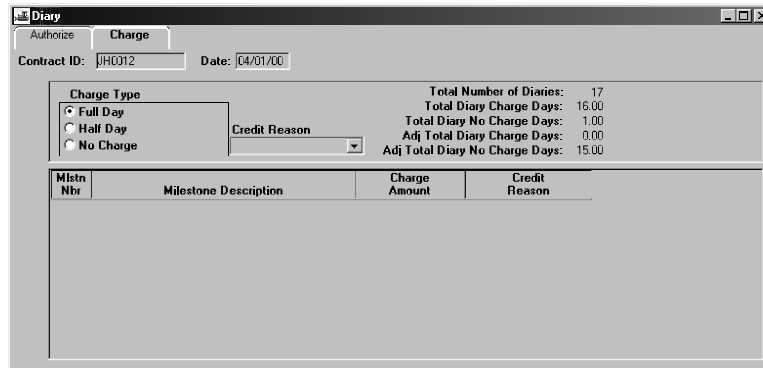 Diary
Authorize Charge
Contract ID: JH0012 Date: 04/01/00
Charge Type
Full Day
Half Day
No Charge
Credit Reason
Total Number of Diaries: 17
Total Diary Charge Days: 16.00
Total Diary No Charge Days: 1.00
Adj Total Diary Charge Days: 0.00
Adj Total Diary No Charge Days: 15.00
Mlstn Nbr Milestone Description Charge Amount Credit Reason